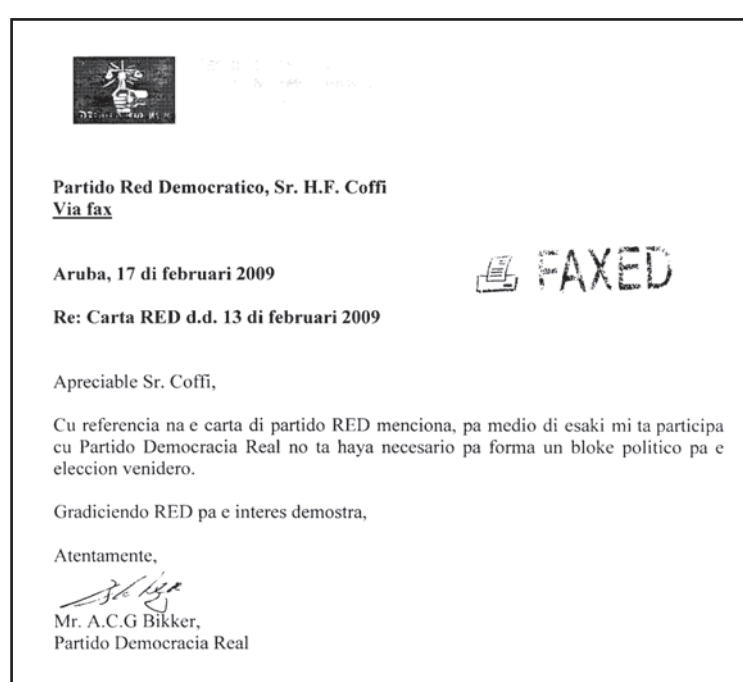 Partido Red Democratico, Sr. H.F. Coffi
Via fax
Aruba, 17 di februari 2009
FAXED
Re: Carta RED d.d. 13 di februari 2009
Apreciable Sr. Coffi,
Cu referencia na e carta di partido RED menciona, pa medio di esaki mi ta participa
cu Partido Democracia Real no ta haya necesario pa forma un bloke politico pa e
eleccion venidero.
Gradiciendo RED pa e interes demostra,
Atentamente,
Mr. A.C.G Bikker,
Partido Democracia Real